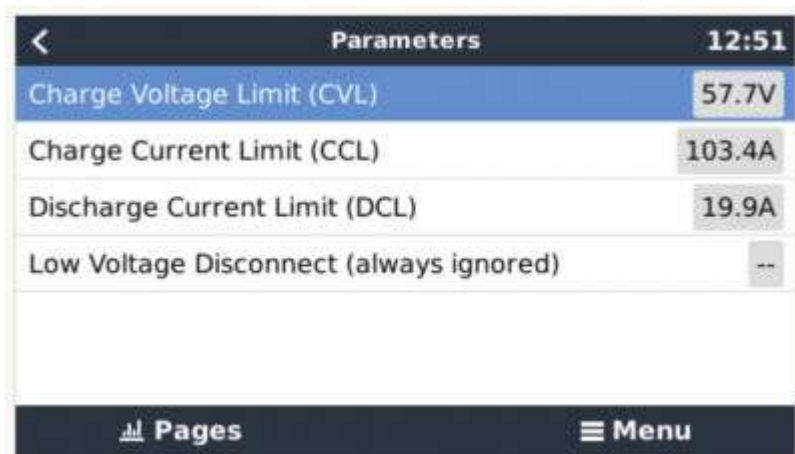 Parameters 12:51
Charge Voltage Limit (CVL) 57.7V
Charge Current Limit (CCL) 103.4A
Discharge Current Limit (DCL) 19.9A
Low Voltage Disconnect (always ignored) --
Pages Menu